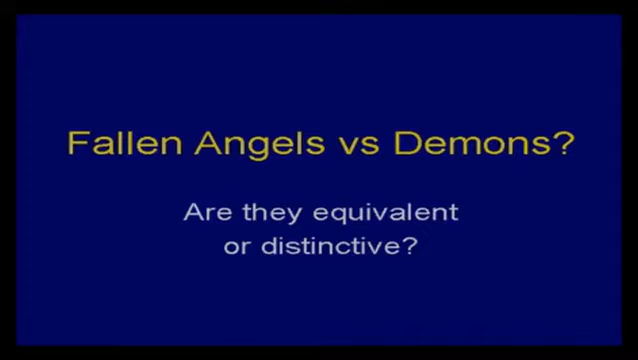 Fallen Angels vs Demons?
Are they equivalent
or distinctive?